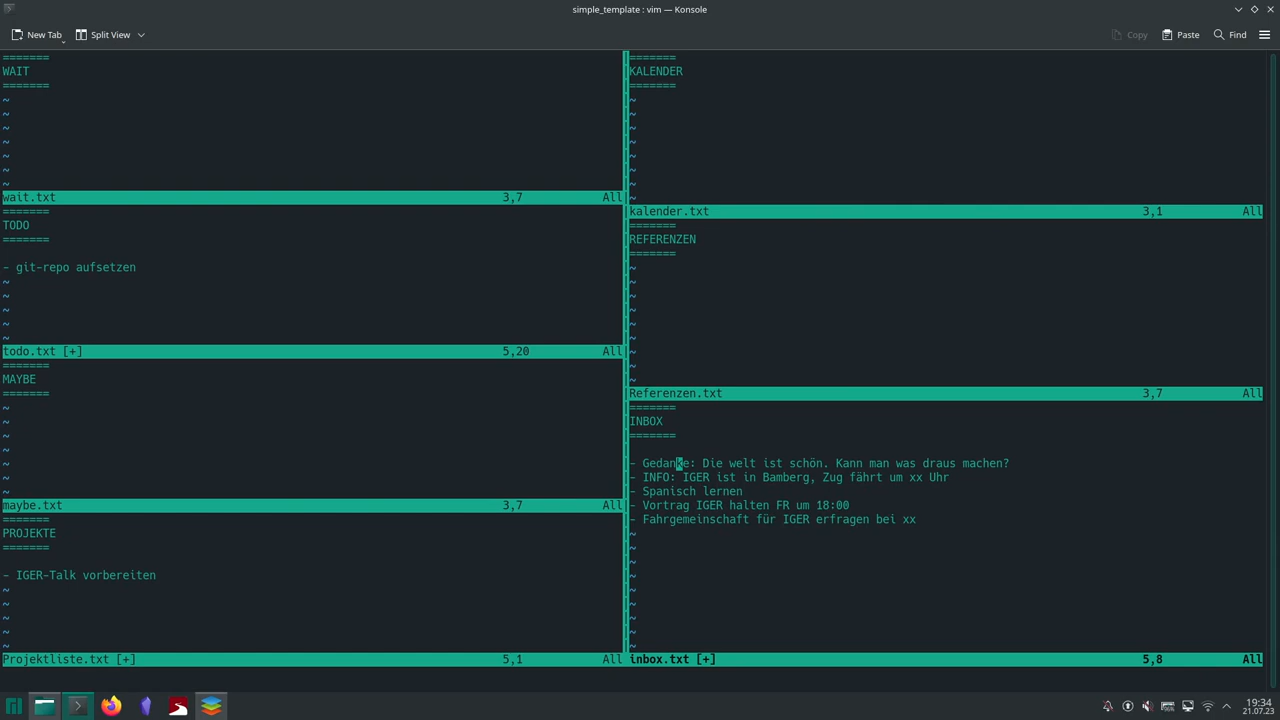 simple_template : vim — Konsole
New Tab
Split View
Copy
Paste
Find
=======
WAIT
=======
~
~
~
~
~
~
~
wait.txt 3,7 All
=======
TODO
=======
- git-repo aufsetzen
~
~
~
~
~
todo.txt [+] 5,20 All
=======
MAYBE
=======
~
~
~
~
~
~
~
maybe.txt 3,7 All
=======
PROJEKTE
=======
- IGER-Talk vorbereiten
~
~
~
~
~
Projektliste.txt [+] 5,1 All
=======
KALENDER
=======
~
~
~
~
~
~
~
~
kalender.txt 3,1 All
=======
REFERENZEN
=======
~
~
~
~
~
~
~
~
~
Referenzen.txt 3,7 All
=======
INBOX
=======
- Gedanke: Die welt ist schön. Kann man was draus machen?
- INFO: IGER ist in Bamberg, Zug fährt um xx Uhr
- Spanisch lernen
- Vortrag IGER halten FR um 18:00
- Fahrgemeinschaft für IGER erfragen bei xx
~
~
~
~
~
~
~
~
~
inbox.txt [+] 5,8 All
19:34
21.07.23